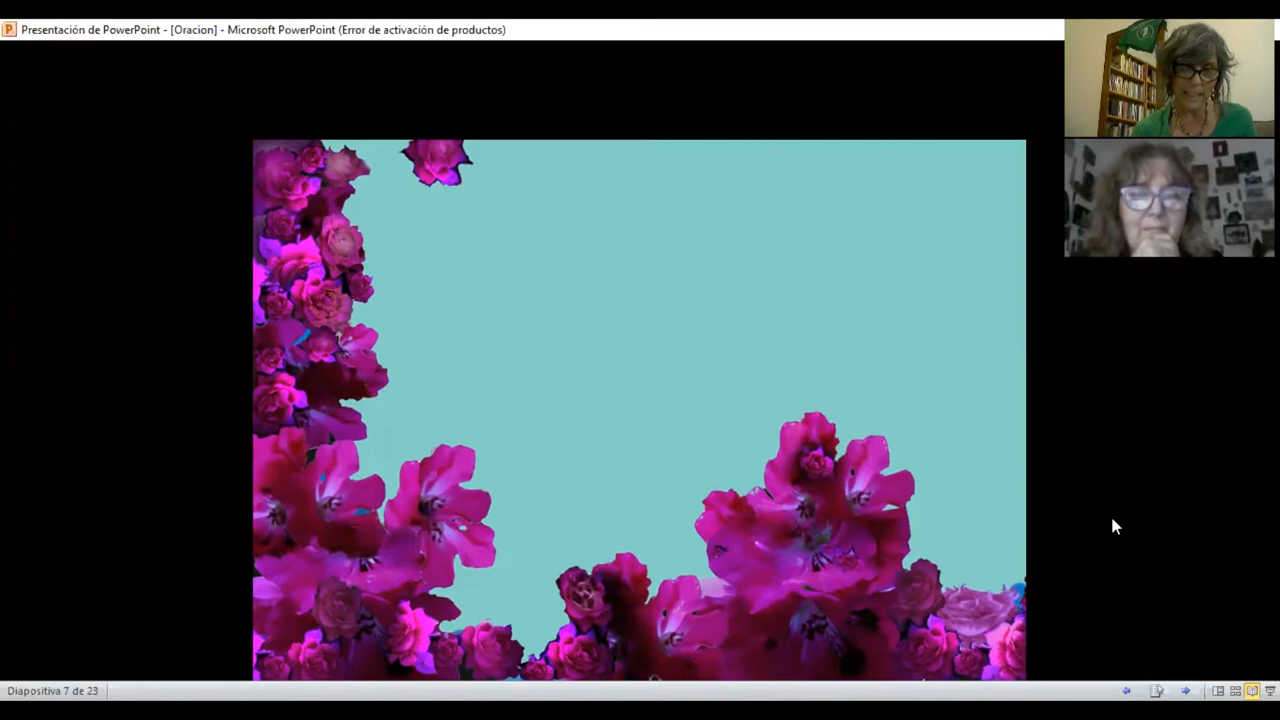 Presentación de PowerPoint - [Oracion] - Microsoft PowerPoint (Error de activación de productos)
Diapositiva 7 de 23